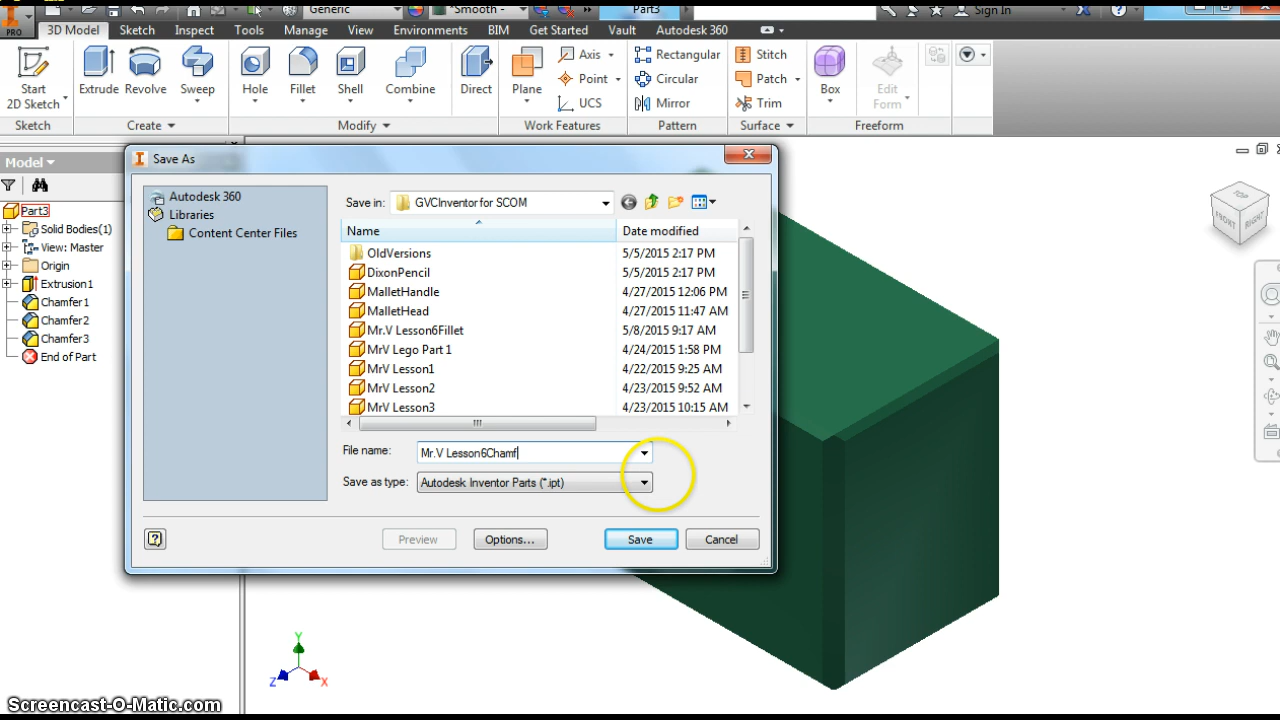 Generic
"Smooth -
Part3
Sign In
PRO
3D Model Sketch Inspect Tools Manage View Environments BIM Get Started Vault Autodesk 360
Start
2D Sketch
Extrude Revolve Sweep
Hole Fillet Shell Combine
Direct
Plane
Axis
Point
UCS
Rectangular
Circular
Mirror
Stitch
Patch
Trim
Box
Edit
Form
Sketch Create Modify Work Features Pattern Surface Freeform
Model
Part3
Solid Bodies(1)
View: Master
Origin
Extrusion1
Chamfer1
Chamfer2
Chamfer3
End of Part
Save As
Autodesk 360
Libraries
Content Center Files
Save in: GVCInventor for SCOM
Name Date modified
OldVersions 5/5/2015 2:17 PM
DixonPencil 5/5/2015 2:17 PM
MalletHandle 4/27/2015 12:06 PM
MalletHead 4/27/2015 11:47 AM
Mr.V Lesson6Fillet 5/8/2015 9:17 AM
MrV Lego Part 1 4/24/2015 1:58 PM
MrV Lesson1 4/22/2015 9:25 AM
MrV Lesson2 4/23/2015 9:52 AM
MrV Lesson3 4/23/2015 10:15 AM
File name: Mr.V Lesson6Chamf
Save as type: Autodesk Inventor Parts (*.ipt)
Preview Options... Save Cancel
TOP
FRONT RIGHT
Y
Z X
Screencast-O-Matic.com